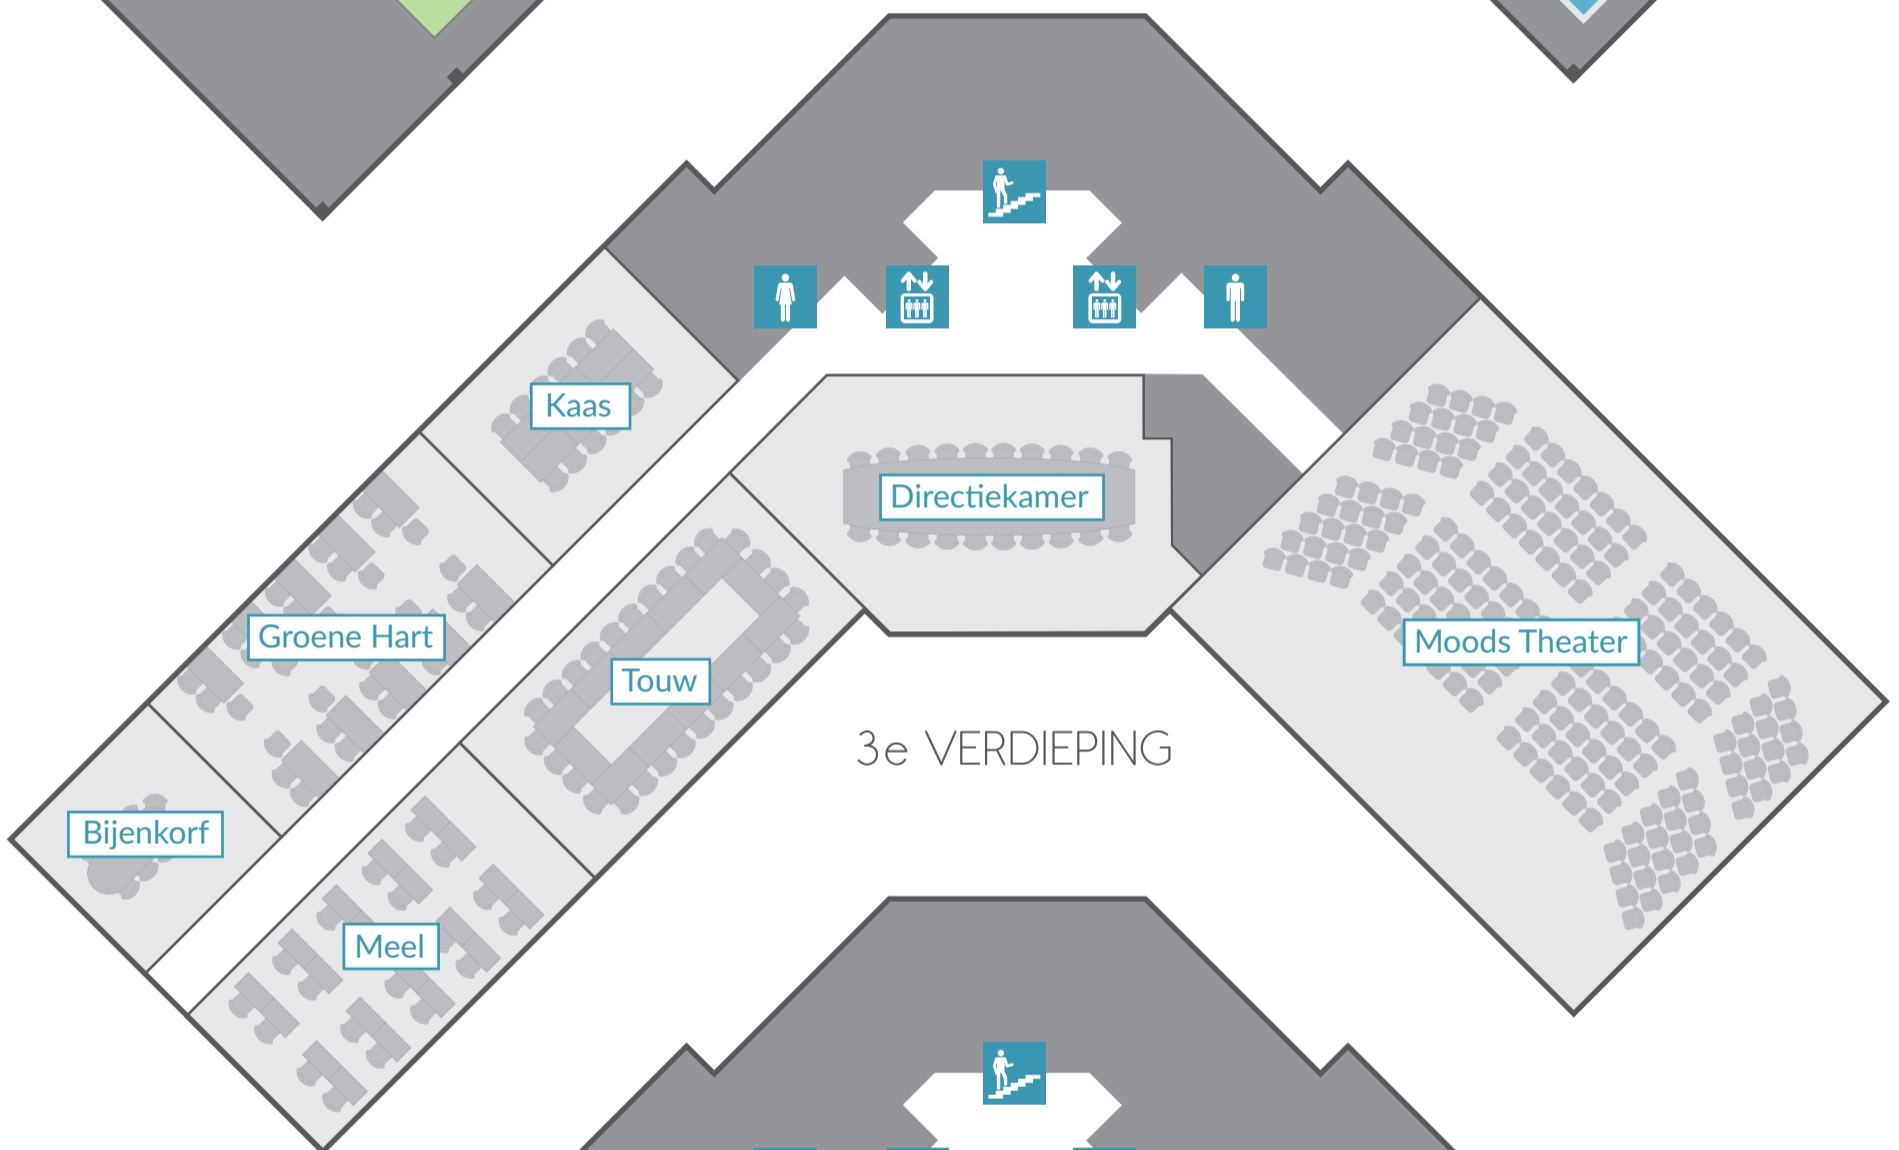 Kaas
Directiekamer
Groene Hart
Moods Theater
Touw
3e VERDIEPING
Bijenkorf
Meel